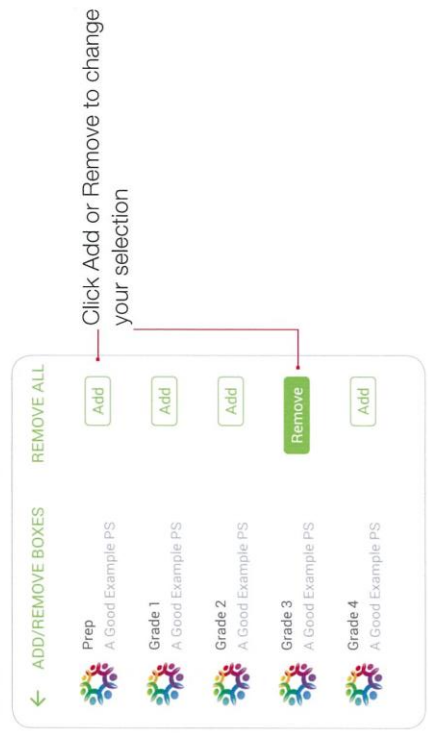 ← ADD/REMOVE BOXES REMOVE ALL
Prep
A Good Example PS
Add
Grade 1
A Good Example PS
Add
Grade 2
A Good Example PS
Add
Grade 3
A Good Example PS
Remove
Grade 4
A Good Example PS
Add
Click Add or Remove to change
your selection